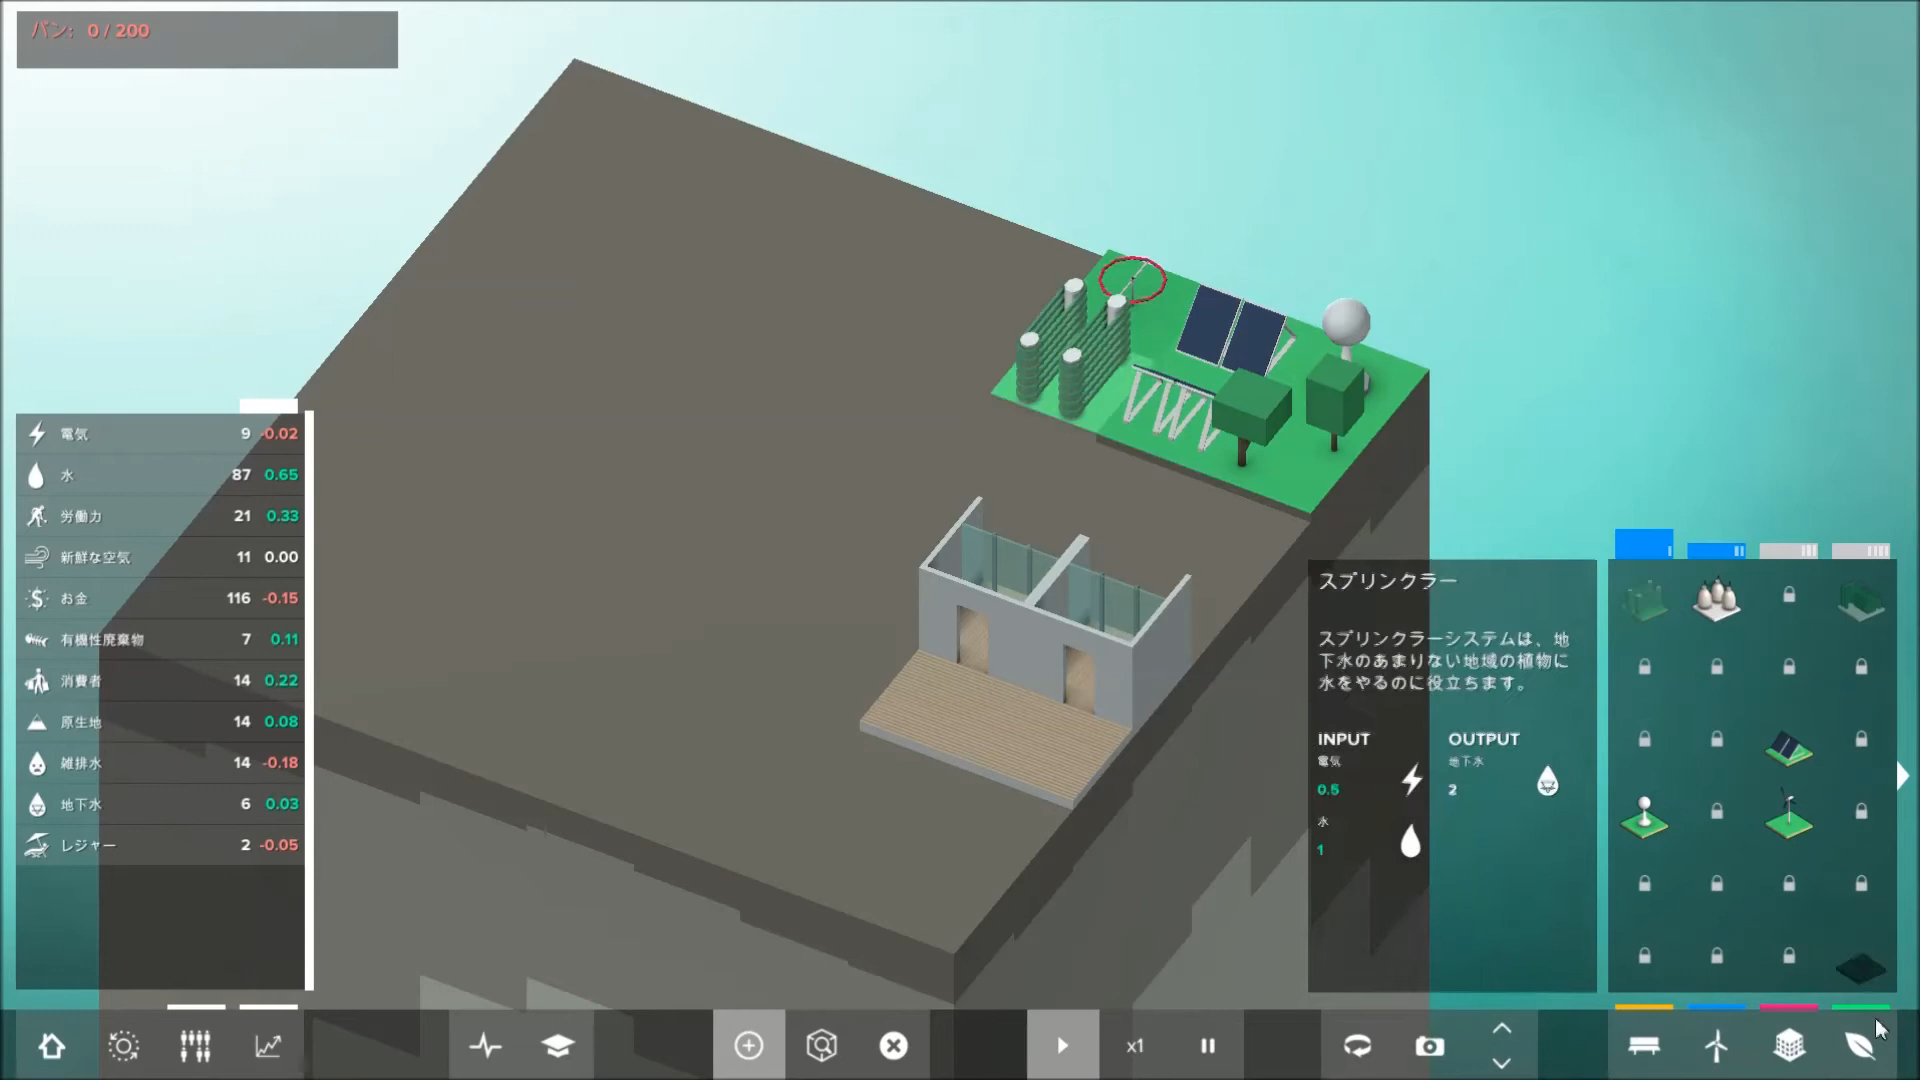 パン: 0 / 200
電気 9 -0.02
水 87 0.65
労働力 21 0.33
新鮮な空気 11 0.00
お金 116 -0.15
有機性廃棄物 7 0.11
消費者 14 0.22
原生地 14 0.08
雑排水 14 -0.18
地下水 6 0.03
レジャー 2 -0.05
スプリンクラー
スプリンクラーシステムは、地
下水のあまりない地域の植物に
水をやるのに役立ちます。
INPUT
電気
0.5
水
1
OUTPUT
地下水
2
x1